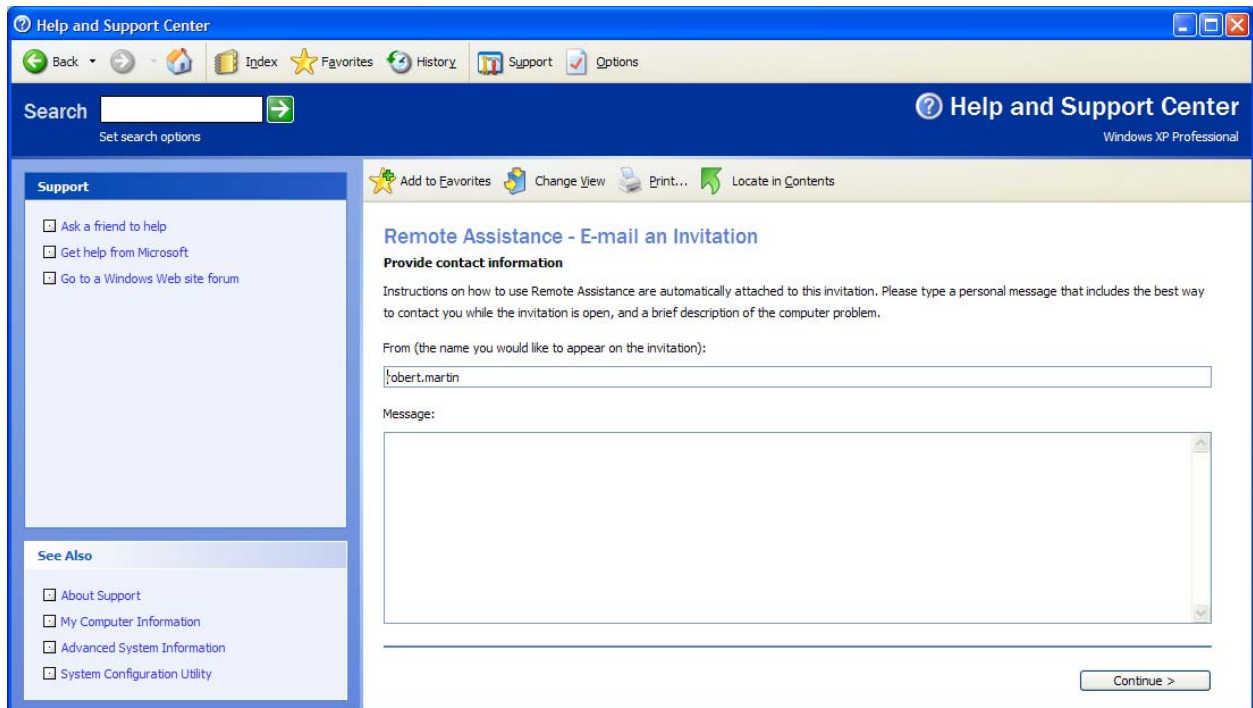 Help and Support Center
Back Index Favorites History Support Options
Search
Set search options
Help and Support Center
Windows XP Professional
Support
Ask a friend to help
Get help from Microsoft
Go to a Windows Web site forum
See Also
About Support
My Computer Information
Advanced System Information
System Configuration Utility
Add to Favorites Change View Print... Locate in Contents
Remote Assistance - E-mail an Invitation
Provide contact information
Instructions on how to use Remote Assistance are automatically attached to this invitation. Please type a personal message that includes the best way
to contact you while the invitation is open, and a brief description of the computer problem.
From (the name you would like to appear on the invitation):
robert.martin
Message:
Continue >